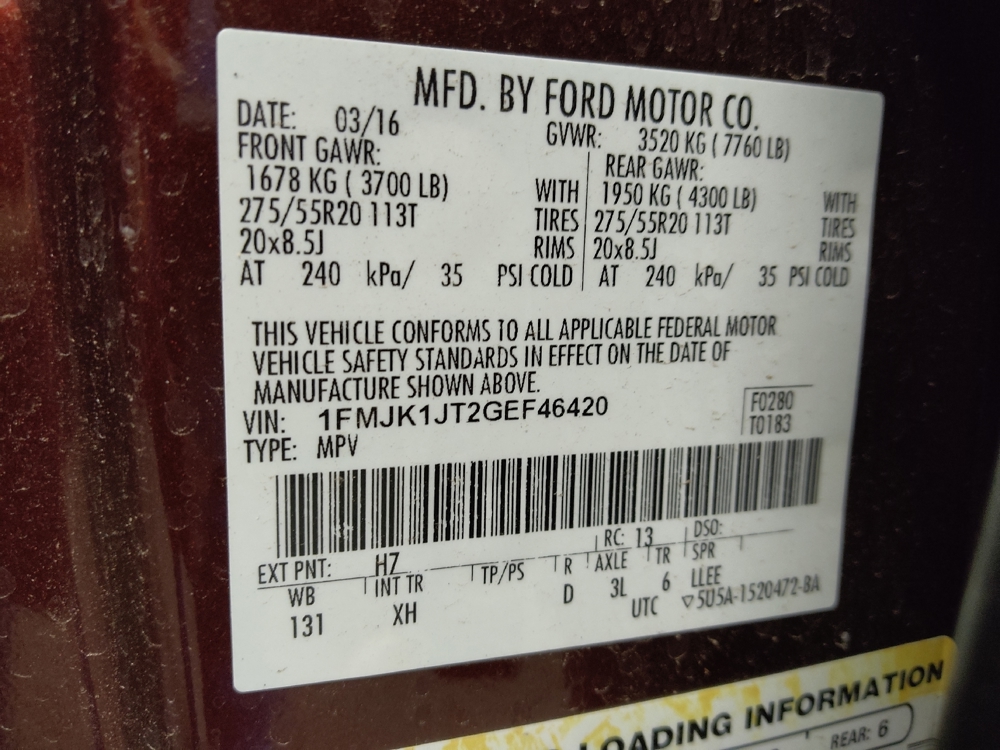 MFD. BY FORD MOTOR CO.
DATE: 03/16 GVWR: 3520 KG ( 7760 LB)
FRONT GAWR: REAR GAWR:
1678 KG ( 3700 LB) WITH 1950 KG ( 4300 LB) WITH
275/55R20 113T TIRES 275/55R20 113T TIRES
20x8.5J RIMS 20x8.5J RIMS
AT 240 kPa/ 35 PSI COLD AT 240 kPa/ 35 PSI COLD
THIS VEHICLE CONFORMS TO ALL APPLICABLE FEDERAL MOTOR
VEHICLE SAFETY STANDARDS IN EFFECT ON THE DATE OF
MANUFACTURE SHOWN ABOVE.
VIN: 1FMJK1JT2GEF46420 F0280
TYPE: MPV T0183
EXT PNT: H7 RC: 13 DSO:
WB INT TR TP/PS R AXLE TR SPR
131 XH D 3L 6 LLEE
UTC ▽5U5A-1520472-BA
LOADING INFORMATION
REAR: 6